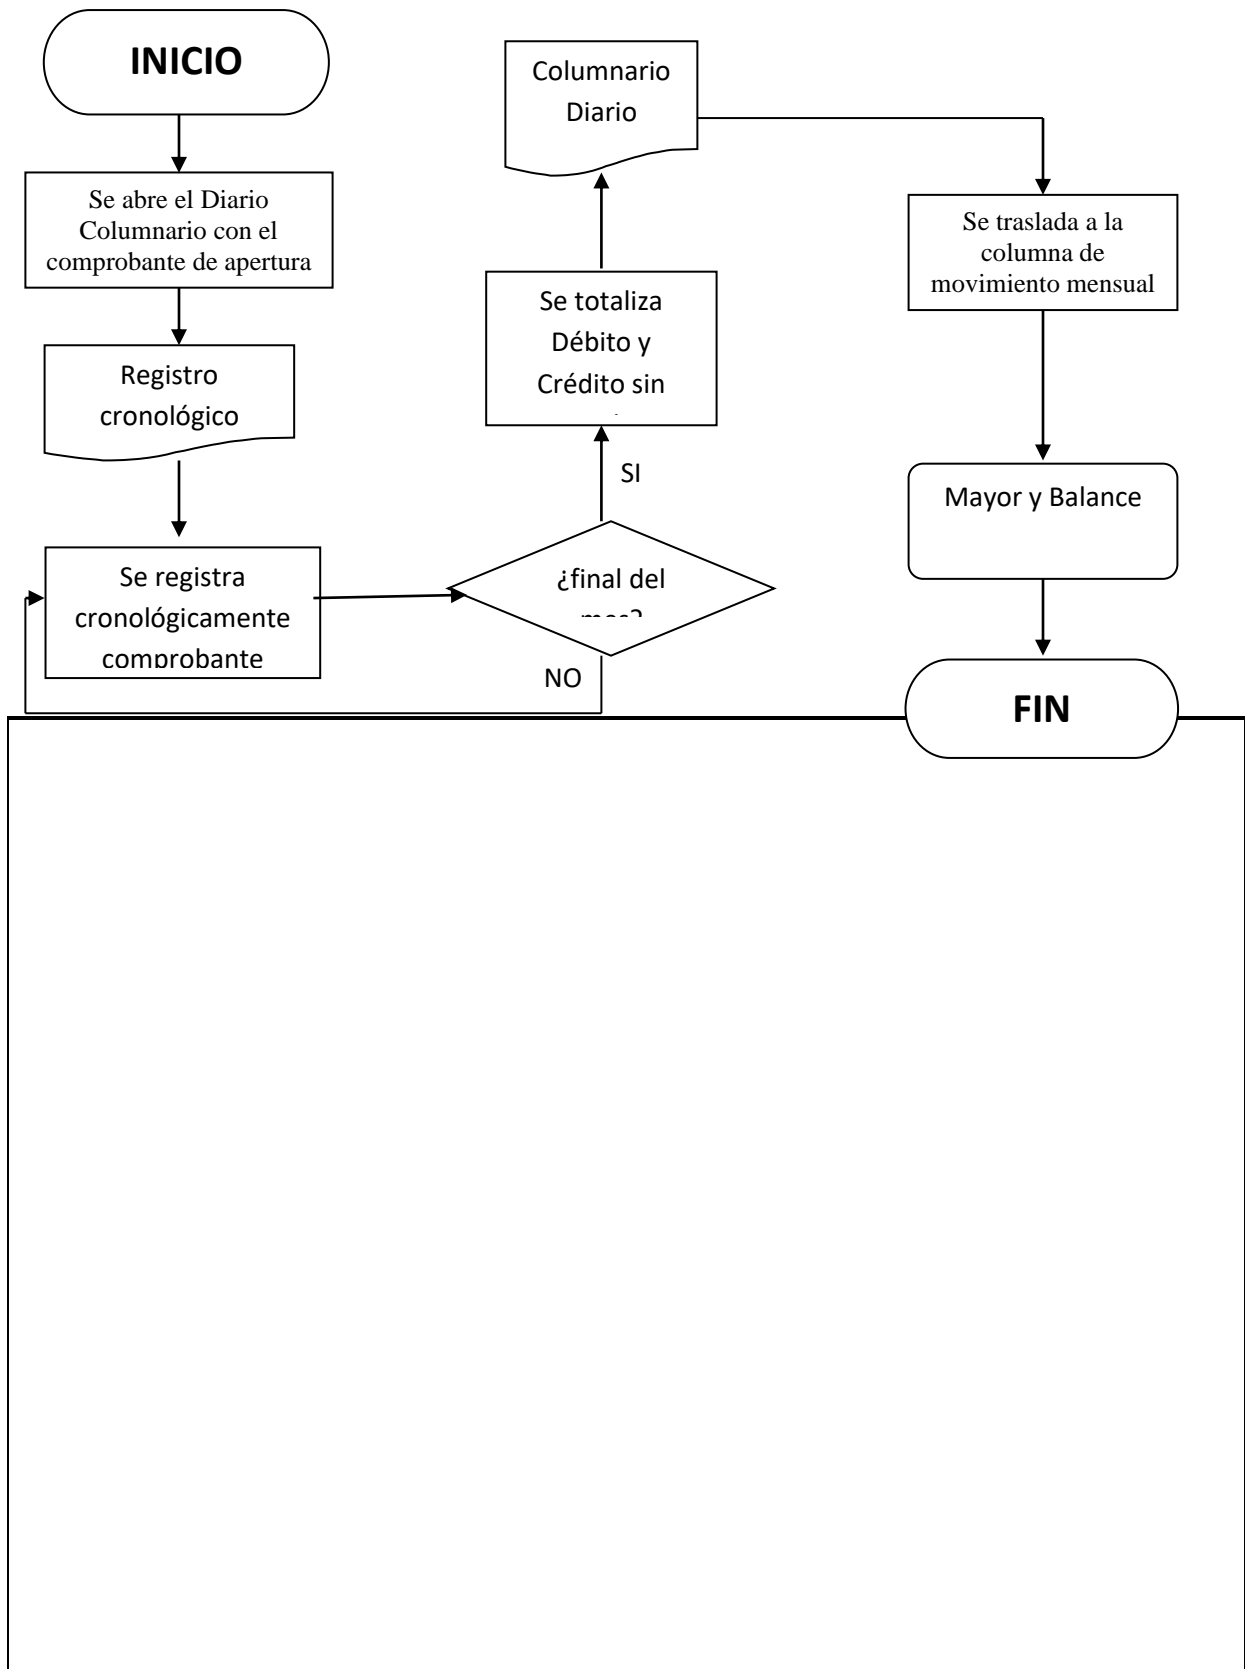 INICIO
Se abre el Diario
Columnario con el
comprobante de apertura
Registro
cronológico
Se registra
cronológicamente
comprobante
¿final del
NO
SI
Se totaliza
Débito y
Crédito sin
Columnario
Diario
Se traslada a la
columna de
movimiento mensual
Mayor y Balance
FIN